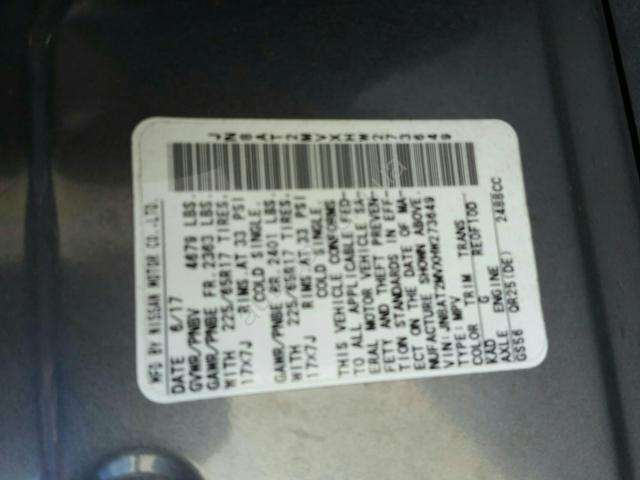 JN8AT2MVXHW273649
MFD BY NISSAN MOTOR CO.,LTD.
DATE 6/17
GVWR/PNBV 4679 LBS.
GAWR/PNBE FR. 2363 LBS.
WITH 225/65R17 TIRES.
17X7J RIMS AT 33 PSI
COLD SINGLE.
GAWR/PNBE RR. 2401 LBS.
WITH 225/65R17 TIRES.
17X7J RIMS AT 33 PSI
COLD SINGLE.
THIS VEHICLE CONFORMS
TO ALL APPLICABLE FED-
ERAL MOTOR VEHICLE SA-
FETY AND THEFT PREVEN-
TION STANDARDS IN EFF-
ECT ON THE DATE OF MA-
NUFACTURE SHOWN ABOVE.
VIN:JN8AT2MVXHW273649
TYPE: MPV
COLOR TRIM TRANS
KAD G RE0F10D
AXLE ENGINE 2488CC
GS56 QR25(DE)